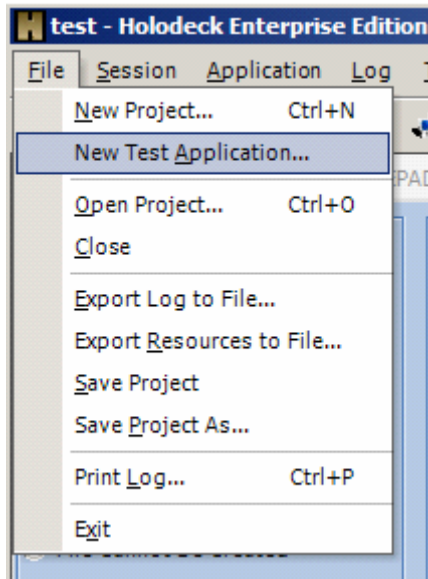 test - Holodeck Enterprise Edition
File Session Application Log
New Project... Ctrl+N
New Test Application...
Open Project... Ctrl+O
Close
Export Log to File...
Export Resources to File...
Save Project
Save Project As...
Print Log... Ctrl+P
Exit